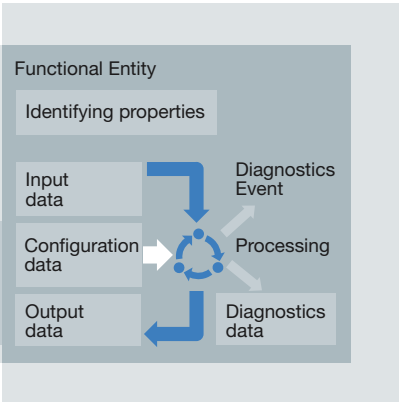 Functional Entity
Identifying properties
Input
data
Diagnostics
Event
Configuration
data
Processing
Output
data
Diagnostics
data